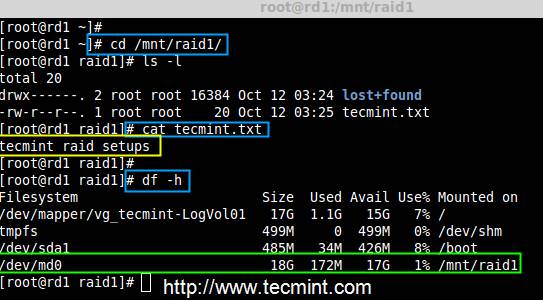 root@rd1:/mnt/raid1
[root@rd1 ~]#
[root@rd1 ~]# cd /mnt/raid1/
[root@rd1 raid1]# ls -l
total 20
drwx------. 2 root root 16384 Oct 12 03:24 lost+found
-rw-r--r--. 1 root root    20 Oct 12 03:25 tecmint.txt
[root@rd1 raid1]# cat tecmint.txt
tecmint raid setups
[root@rd1 raid1]#
[root@rd1 raid1]# df -h
Filesystem            Size  Used Avail Use% Mounted on
/dev/mapper/vg_tecmint-LogVol01   17G  1.1G   15G   7% /
tmpfs                 499M     0  499M   0% /dev/shm
/dev/sda1             485M   34M  426M   8% /boot
/dev/md0               18G  172M   17G   1% /mnt/raid1
[root@rd1 raid1]#
http://www.tecmint.com